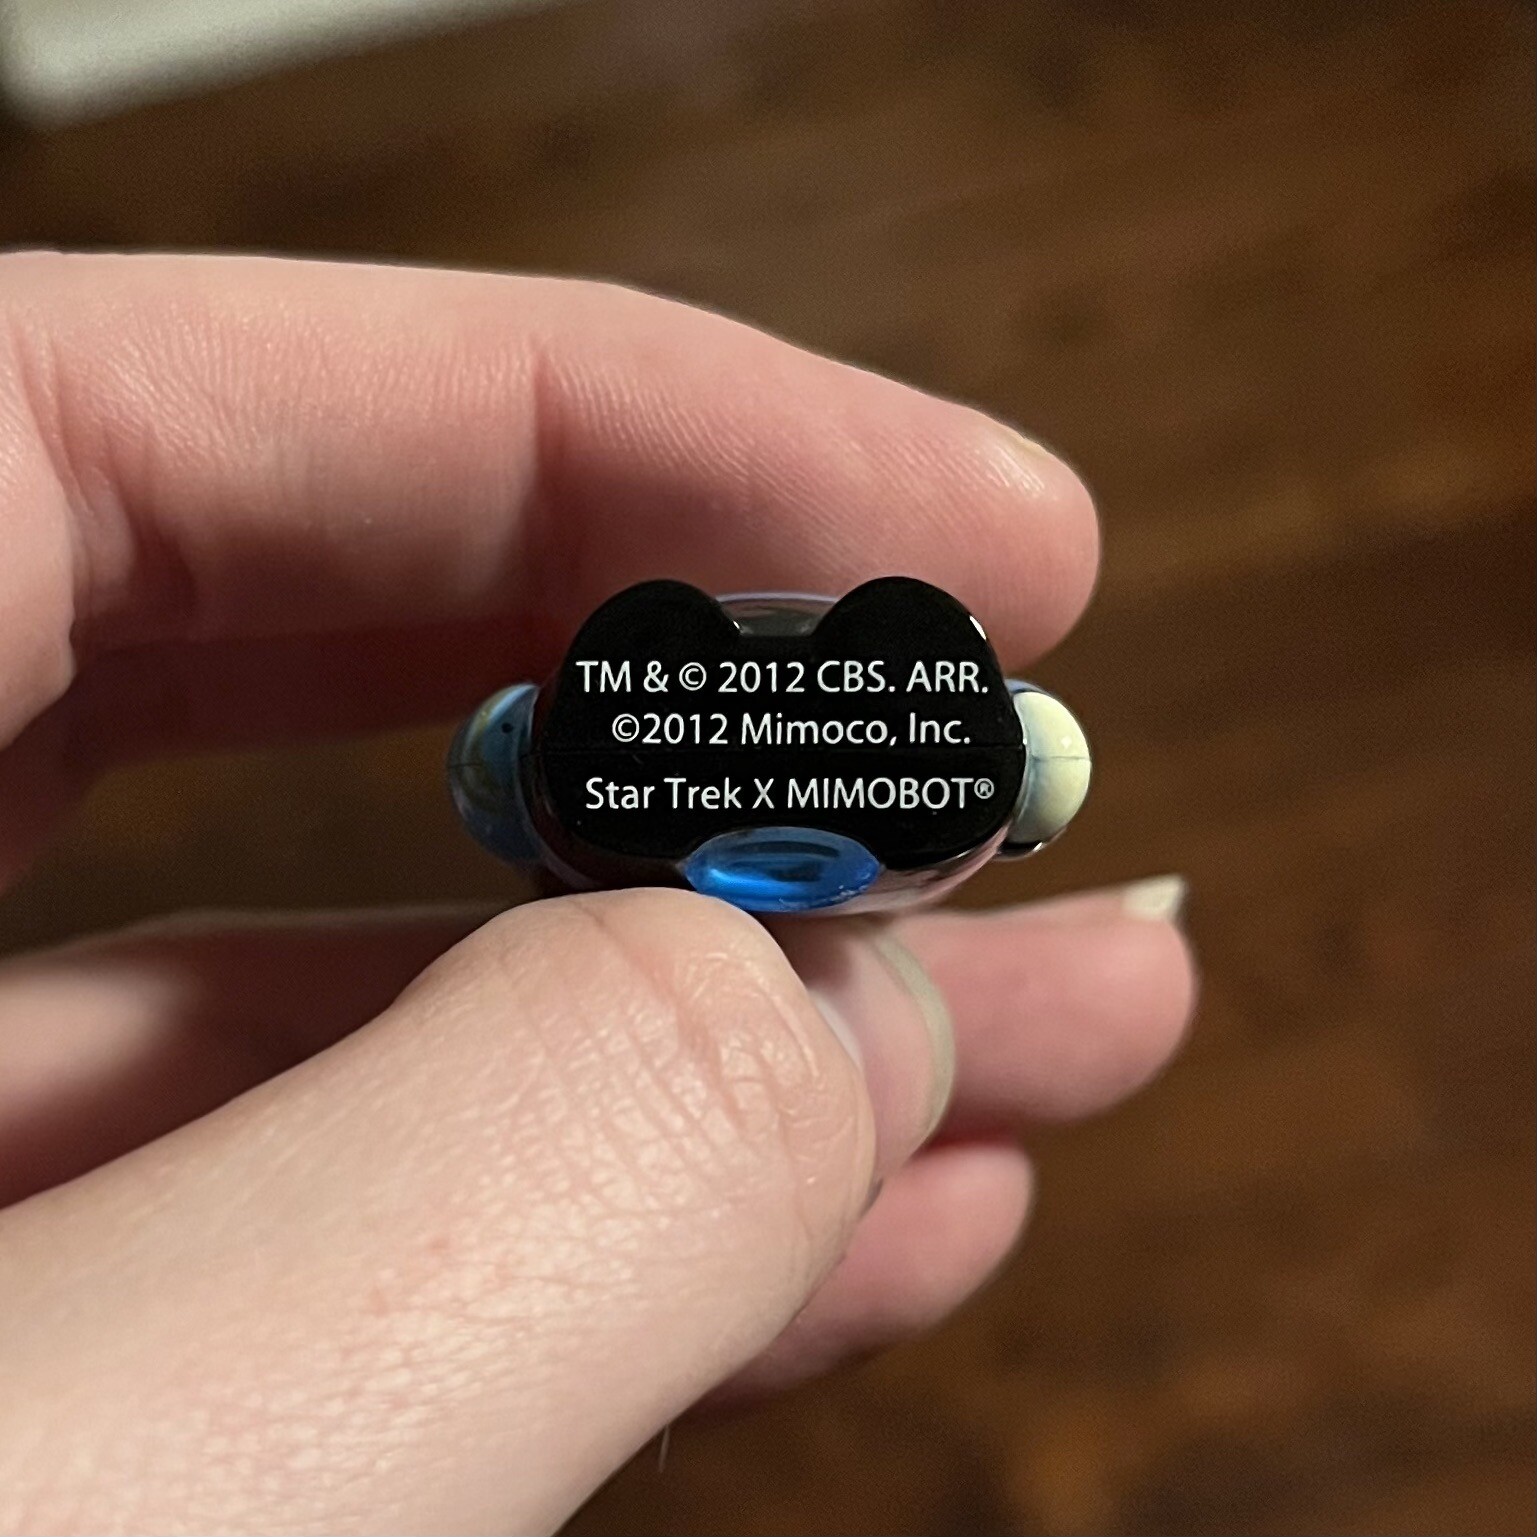 TM & © 2012 CBS. ARR.
©2012 Mimoco, Inc.
Star Trek X MIMOBOT®